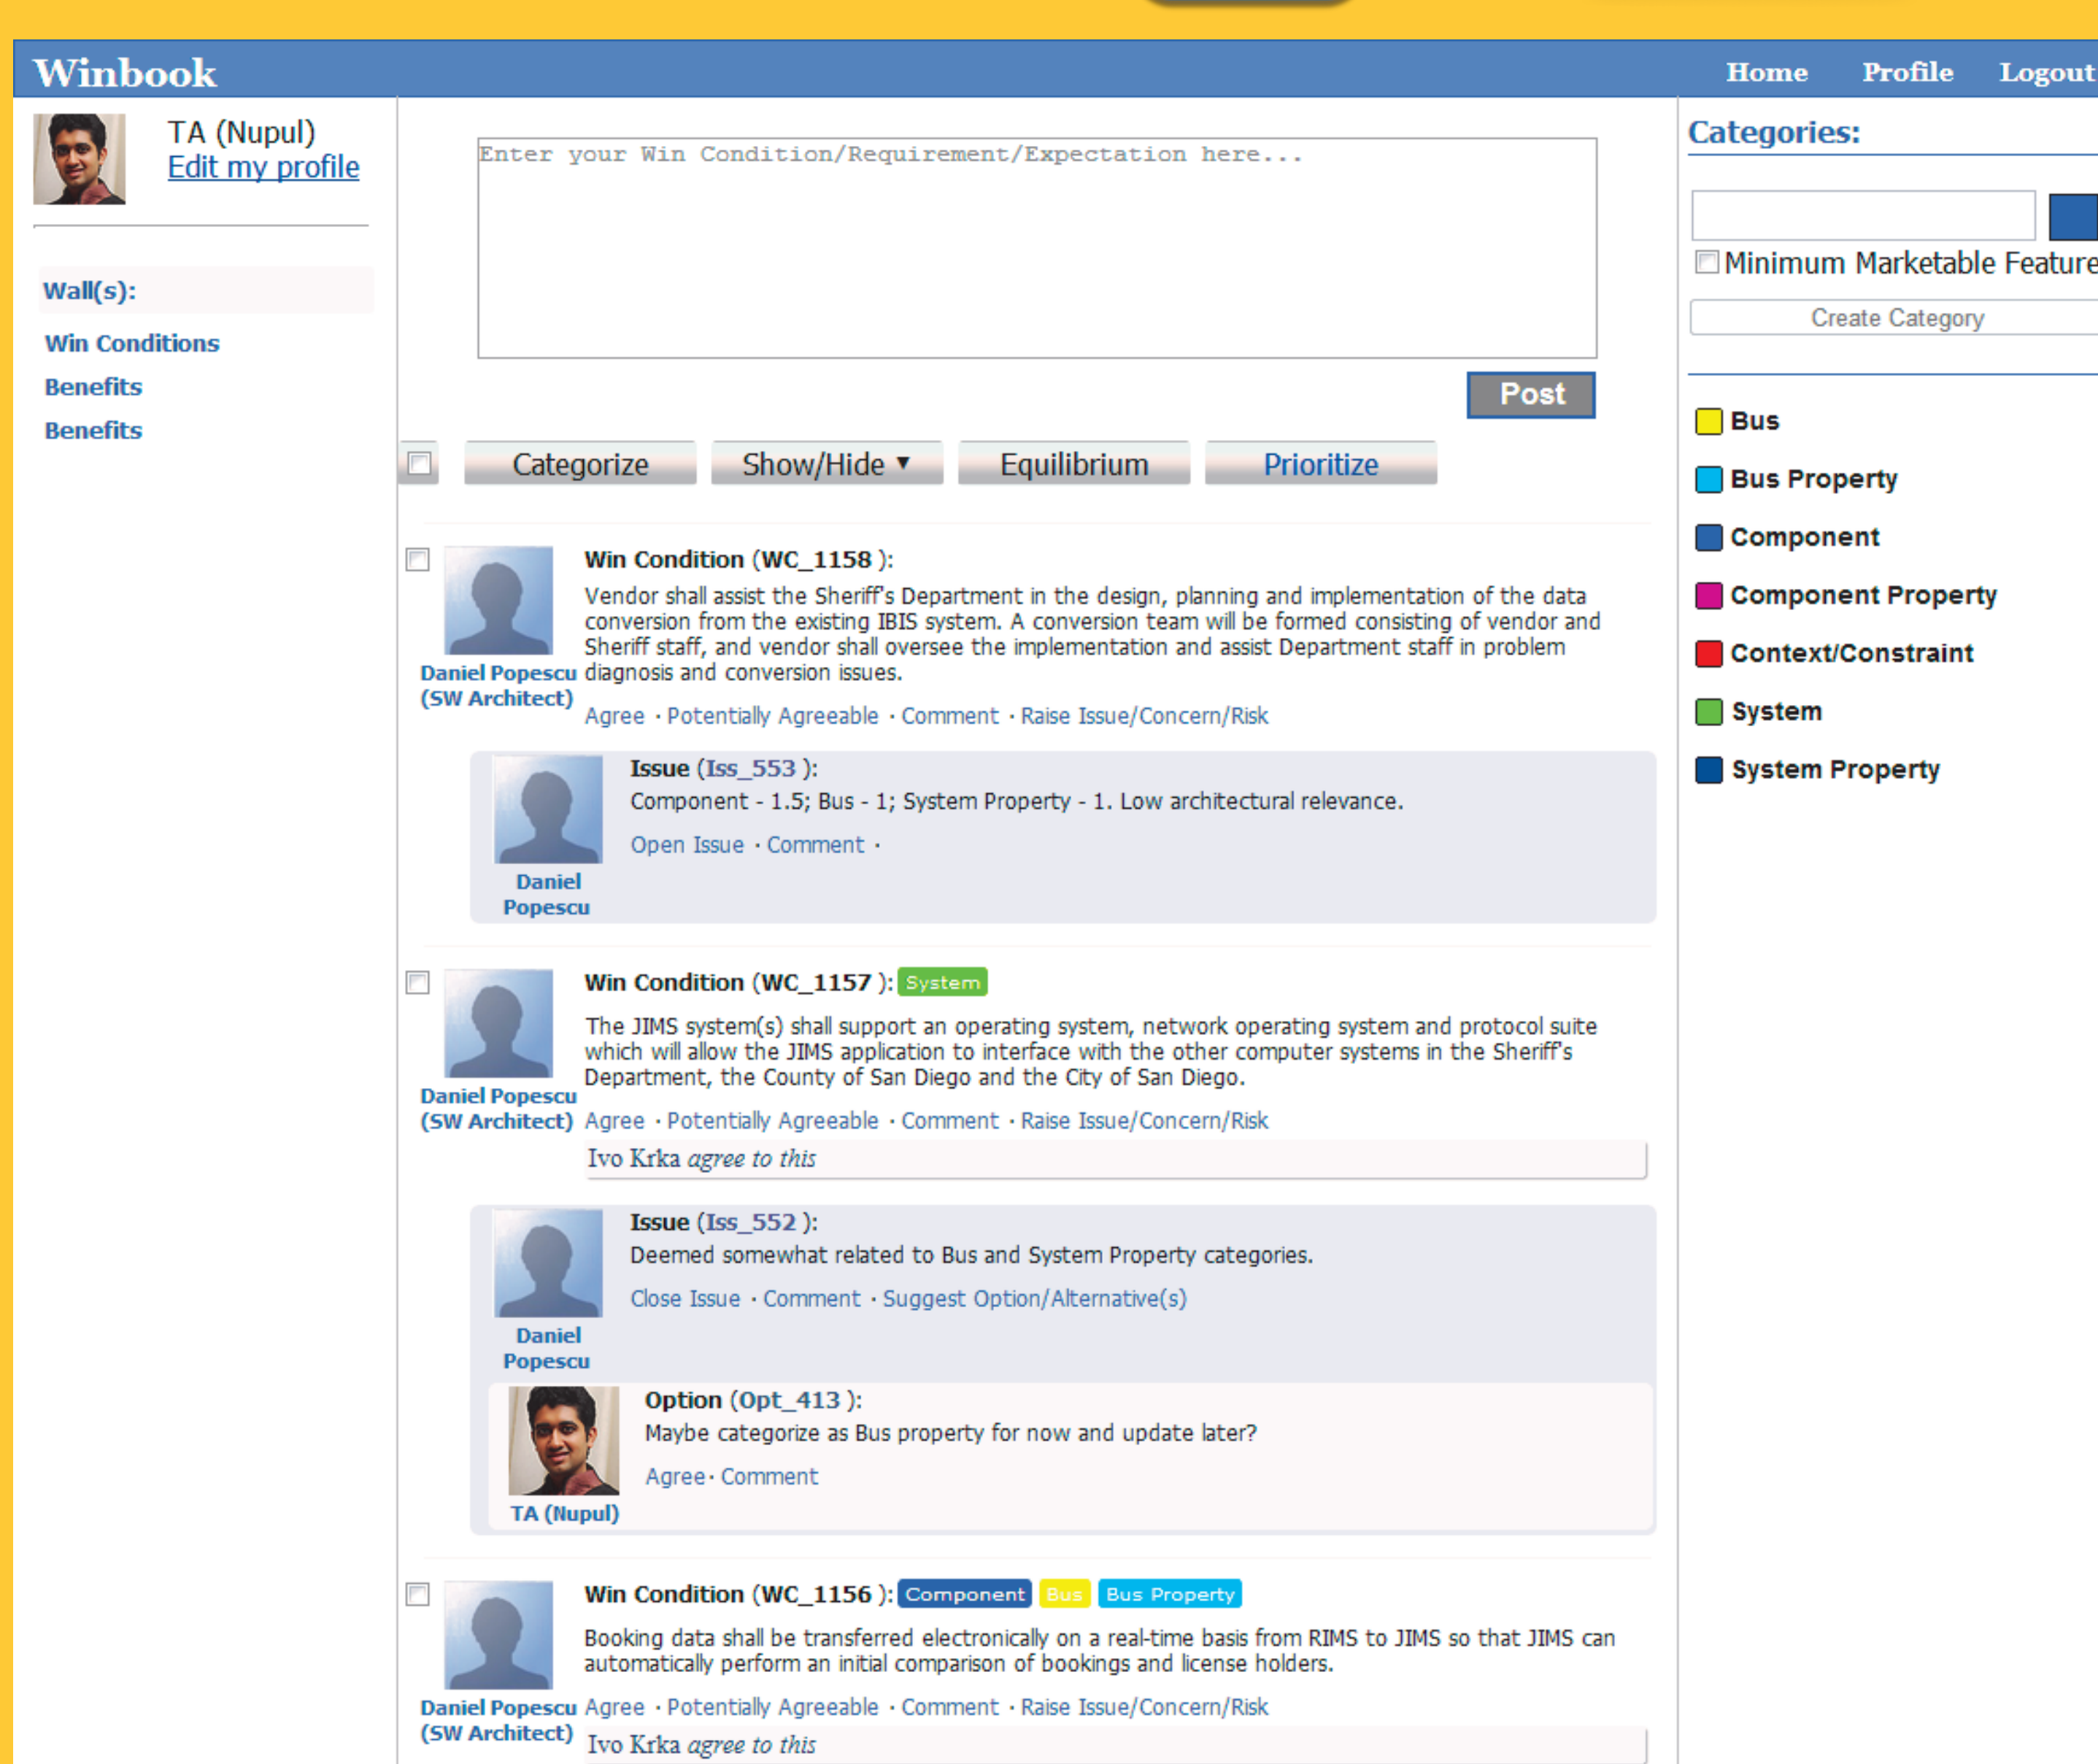 Winbook
Home Profile Logout
TA (Nupul)
Edit my profile
Wall(s):
Win Conditions
Benefits
Benefits
Enter your Win Condition/Requirement/Expectation here...
Post
Categorize Show/Hide ▼ Equilibrium Prioritize
Win Condition (WC_1158 ):
Vendor shall assist the Sheriff's Department in the design, planning and implementation of the data
conversion from the existing IBIS system. A conversion team will be formed consisting of vendor and
Sheriff staff, and vendor shall oversee the implementation and assist Department staff in problem
diagnosis and conversion issues.
Daniel Popescu
(SW Architect)
Agree · Potentially Agreeable · Comment · Raise Issue/Concern/Risk
Issue (Iss_553 ):
Component - 1.5; Bus - 1; System Property - 1. Low architectural relevance.
Open Issue · Comment ·
Daniel
Popescu
Win Condition (WC_1157 ): System
The JIMS system(s) shall support an operating system, network operating system and protocol suite
which will allow the JIMS application to interface with the other computer systems in the Sheriff's
Department, the County of San Diego and the City of San Diego.
Daniel Popescu
(SW Architect)
Agree · Potentially Agreeable · Comment · Raise Issue/Concern/Risk
Ivo Krka agree to this
Issue (Iss_552 ):
Deemed somewhat related to Bus and System Property categories.
Close Issue · Comment · Suggest Option/Alternative(s)
Daniel
Popescu
Option (Opt_413 ):
Maybe categorize as Bus property for now and update later?
Agree· Comment
TA (Nupul)
Win Condition (WC_1156 ): Component Bus Bus Property
Booking data shall be transferred electronically on a real-time basis from RIMS to JIMS so that JIMS can
automatically perform an initial comparison of bookings and license holders.
Daniel Popescu
(SW Architect)
Agree · Potentially Agreeable · Comment · Raise Issue/Concern/Risk
Ivo Krka agree to this
Categories:
Minimum Marketable Feature
Create Category
Bus
Bus Property
Component
Component Property
Context/Constraint
System
System Property